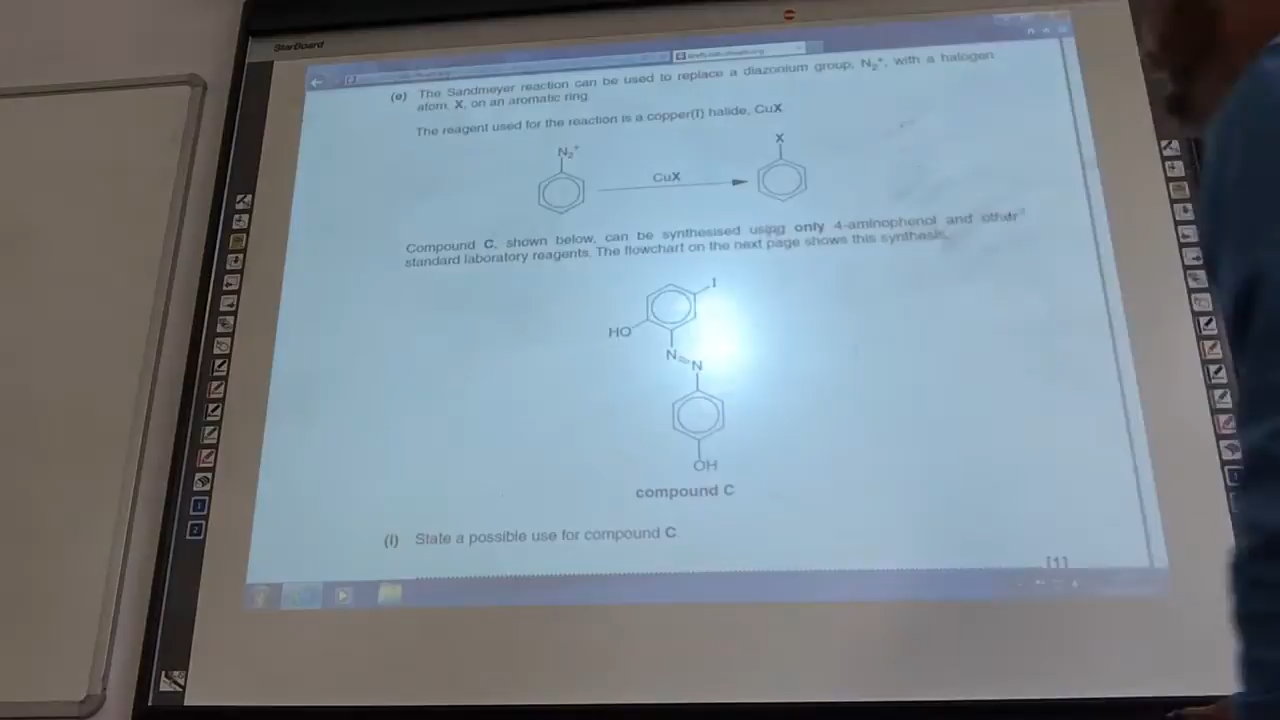 StarBoard
(e) The Sandmeyer reaction can be used to replace a diazonium group, N₂⁺, with a halogen
atom, X, on an aromatic ring.
The reagent used for the reaction is a copper(I) halide, CuX.
N₂⁺
CuX
X
Compound C, shown below, can be synthesised using only 4-aminophenol and other
standard laboratory reagents. The flowchart on the next page shows this synthesis.
I
HO
N
N
OH
compound C
(i) State a possible use for compound C.
[1]
1
2